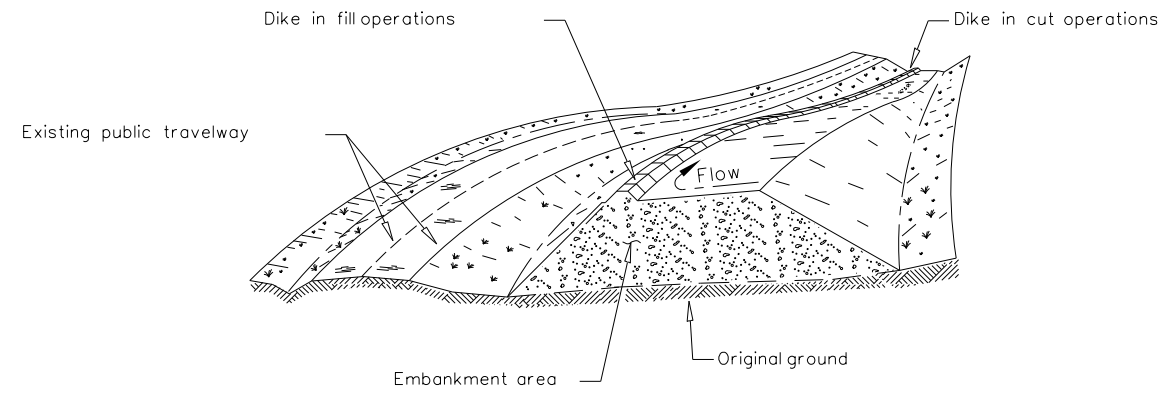 Dike in fill operations
Dike in cut operations
Existing public travelway
Flow
Original ground
Embankment area